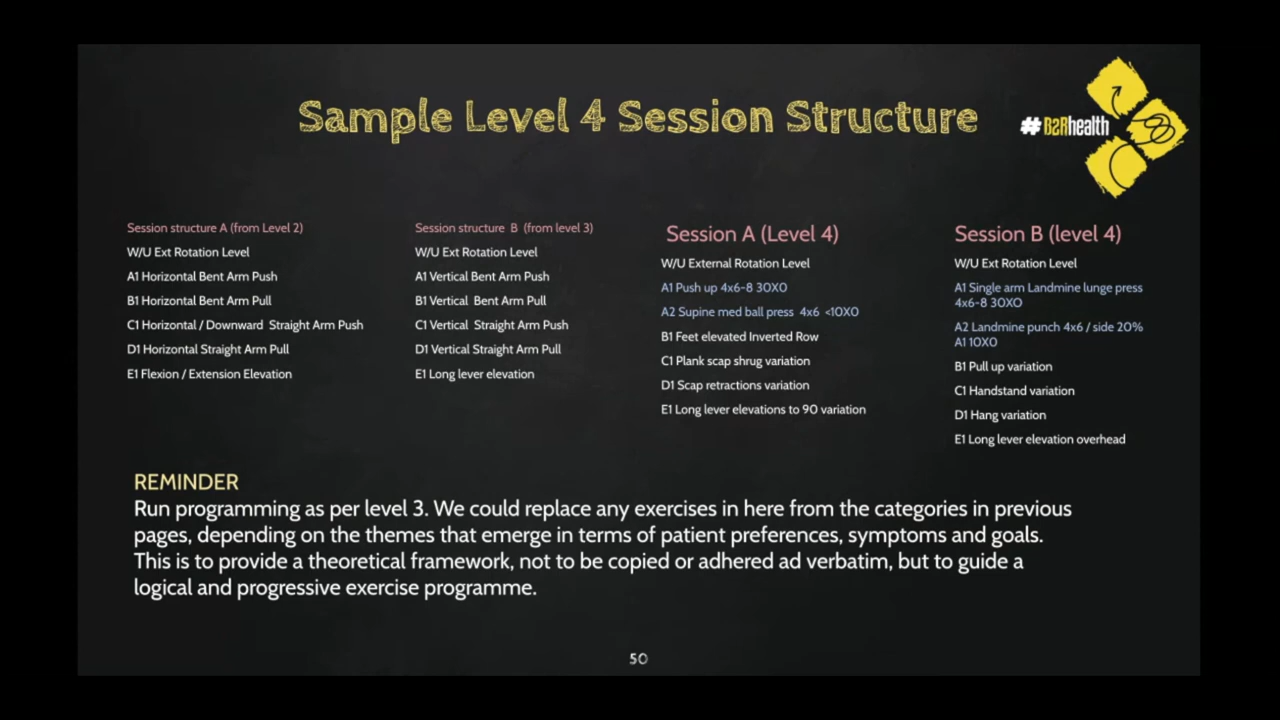 Sample Level 4 Session Structure
#B2Rhealth
Session structure A (from Level 2)
W/U Ext Rotation Level
A1 Horizontal Bent Arm Push
B1 Horizontal Bent Arm Pull
C1 Horizontal / Downward Straight Arm Push
D1 Horizontal Straight Arm Pull
E1 Flexion / Extension Elevation
Session structure B (from level 3)
W/U Ext Rotation Level
A1 Vertical Bent Arm Push
B1 Vertical Bent Arm Pull
C1 Vertical Straight Arm Push
D1 Vertical Straight Arm Pull
E1 Long lever elevation
Session A (Level 4)
W/U External Rotation Level
A1 Push up 4x6-8 30XO
A2 Supine med ball press 4x6 <10XO
B1 Feet elevated Inverted Row
C1 Plank scap shrug variation
D1 Scap retractions variation
E1 Long lever elevations to 90 variation
Session B (level 4)
W/U Ext Rotation Level
A1 Single arm Landmine lunge press
4x6-8 30XO
A2 Landmine punch 4x6 / side 20%
A1 10XO
B1 Pull up variation
C1 Handstand variation
D1 Hang variation
E1 Long lever elevation overhead
REMINDER
Run programming as per level 3. We could replace any exercises in here from the categories in previous
pages, depending on the themes that emerge in terms of patient preferences, symptoms and goals.
This is to provide a theoretical framework, not to be copied or adhered ad verbatim, but to guide a
logical and progressive exercise programme.
50